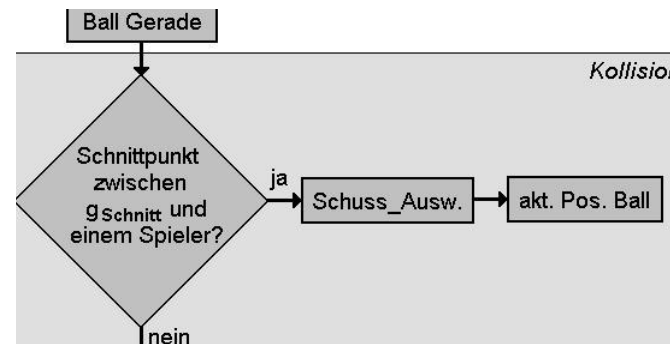 Ball Gerade
Kollision
Schnittpunkt
zwischen
gSchnitt und
einem Spieler?
ja
Schuss_Ausw.
akt. Pos. Ball
nein